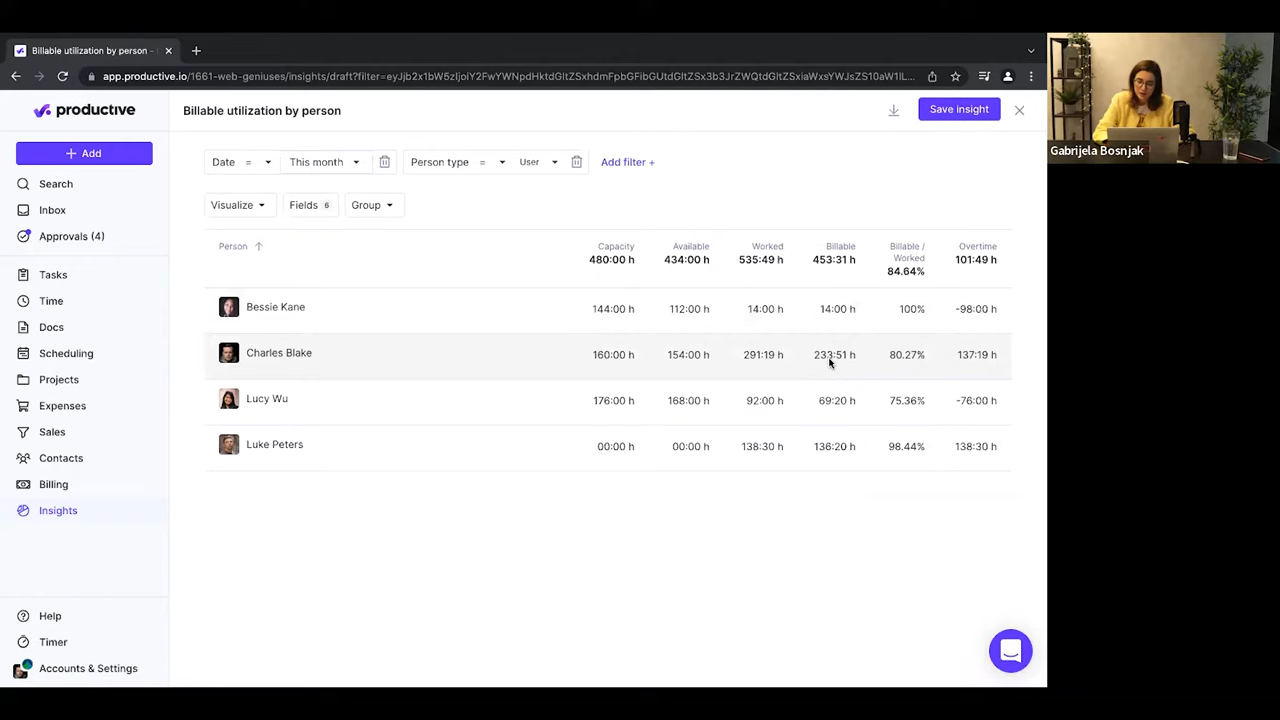 Billable utilization by person -
app.productive.io/1661-web-geniuses/insights/draft?filter=eyJjb2x1bW5zIjoiY2FwYWNpdHktdGltZSxhdmFpbGFibGUtdGltZSx3b3JrZWQtdGltZSxiaWxsYWJsZS10aW1lL...
productive
Billable utilization by person
Save insight
Add
Search
Inbox
Approvals (4)
Tasks
Time
Docs
Scheduling
Projects
Expenses
Sales
Contacts
Billing
Insights
Help
Timer
Accounts & Settings
Date = This month Person type = User Add filter +
Visualize Fields 6 Group
Person Capacity Available Worked Billable Billable / Worked Overtime
480:00 h 434:00 h 535:49 h 453:31 h 84.64% 101:49 h
Bessie Kane 144:00 h 112:00 h 14:00 h 14:00 h 100% -98:00 h
Charles Blake 160:00 h 154:00 h 291:19 h 233:51 h 80.27% 137:19 h
Lucy Wu 176:00 h 168:00 h 92:00 h 69:20 h 75.36% -76:00 h
Luke Peters 00:00 h 00:00 h 138:30 h 136:20 h 98.44% 138:30 h
Gabrijela Bosnjak